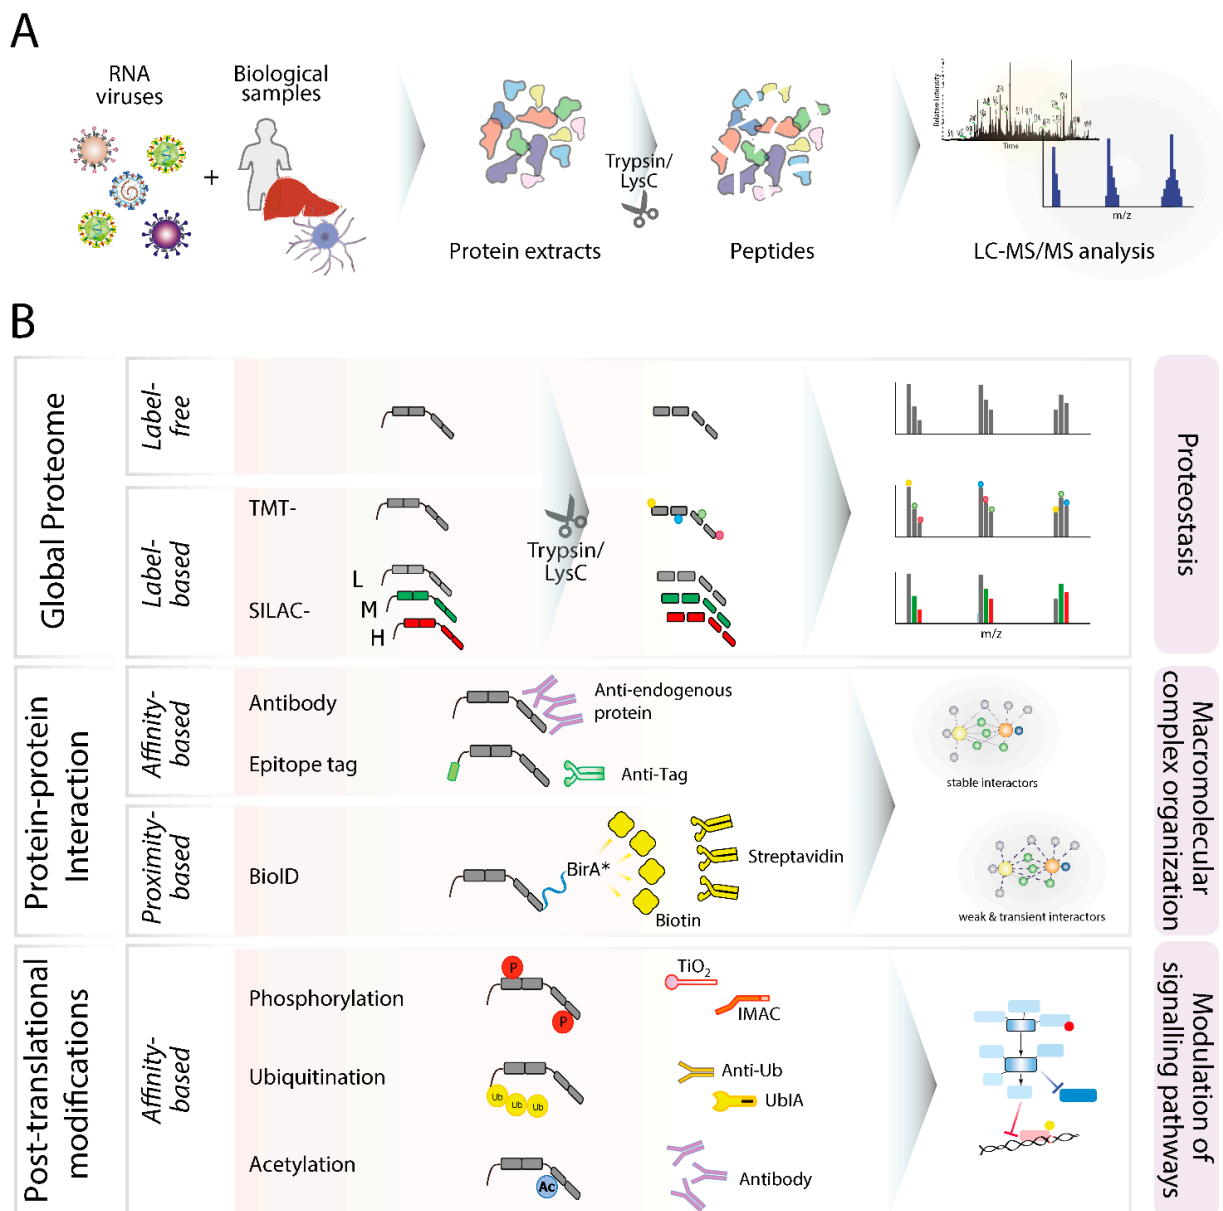 A
RNA
viruses
+
Biological
samples
Protein extracts
Trypsin/
LysC
Peptides
Relative Intensity
Time
m/z
LC-MS/MS analysis
B
Global Proteome
Label-
free
Label-
based
TMT-
SILAC-
L
M
H
Trypsin/
LysC
m/z
Proteostasis
Protein-protein
Interaction
Affinity-
based
Antibody
Anti-endogenous
protein
Epitope tag
Anti-Tag
stable interactors
Proximity-
based
BioID
BirA*
Biotin
Streptavidin
weak & transient interactors
Macromolecular
complex organization
Post-translational
modifications
Affinity-
based
Phosphorylation
P
P
TiO2
IMAC
Ubiquitination
Ub
Ub
Ub
Anti-Ub
UbIA
Acetylation
Ac
Antibody
Modulation of
signalling pathways